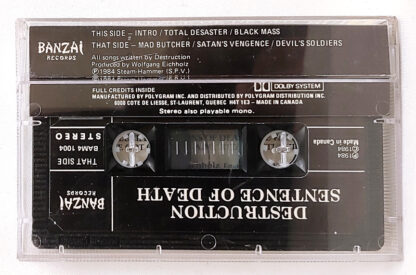 BANZAI
RECORDS
THIS SIDE – INTRO / TOTAL DESASTER / BLACK MASS
THAT SIDE – MAD BUTCHER / SATAN'S VENGENCE / DEVIL'S SOLDIERS
All songs written by Destruction
Produced by Wolfgang Eichholz
℗1984 Steam-Hammer (S.P.V.)
FULL CREDITS INSIDE
DOLBY SYSTEM
MANUFACTURED BY POLYGRAM INC. AND DISTRIBUTED BY POLYGRAM DISTRIBUTION INC.
6000 COTE DE LIESSE, ST-LAURENT, QUEBEC H4T 1E3 – MADE IN CANADA
Stereo also playable mono.
DESTRUCTION
SENTENCE OF DEATH
BANZAI
RECORDS
THAT SIDE
BAM4 1004
STEREO
℗1984
Made in Canada